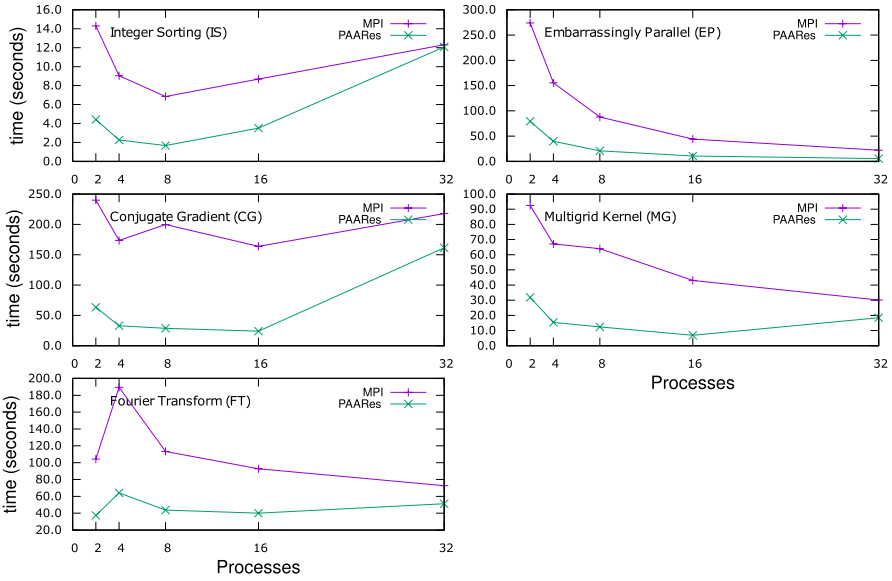 Integer Sorting (IS)
MPI
PAARes
time (seconds)
16.0
14.0
12.0
10.0
8.0
6.0
4.0
2.0
0.0
0 2 4 8 16 32
Embarrassingly Parallel (EP)
MPI
PAARes
300.0
250.0
200.0
150.0
100.0
50.0
0.0
0 2 4 8 16 32
Conjugate Gradient (CG)
MPI
PAARes
time (seconds)
250.0
200.0
150.0
100.0
50.0
0.0
0 2 4 8 16 32
Multigrid Kernel (MG)
MPI
PAARes
100.0
90.0
80.0
70.0
60.0
50.0
40.0
30.0
20.0
10.0
0.0
0 2 4 8 16 32
Processes
Fourier Transform (FT)
MPI
PAARes
time (seconds)
200.0
180.0
160.0
140.0
120.0
100.0
80.0
60.0
40.0
20.0
0 2 4 8 16 32
Processes